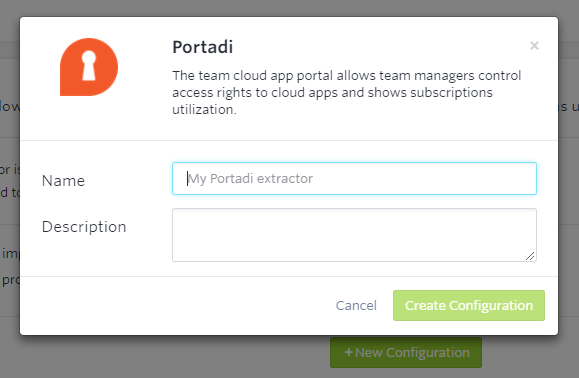 Portadi
×
The team cloud app portal allows team managers control
access rights to cloud apps and shows subscriptions
utilization.
Name
My Portadi extractor
Description
Cancel
Create Configuration
+New Configuration